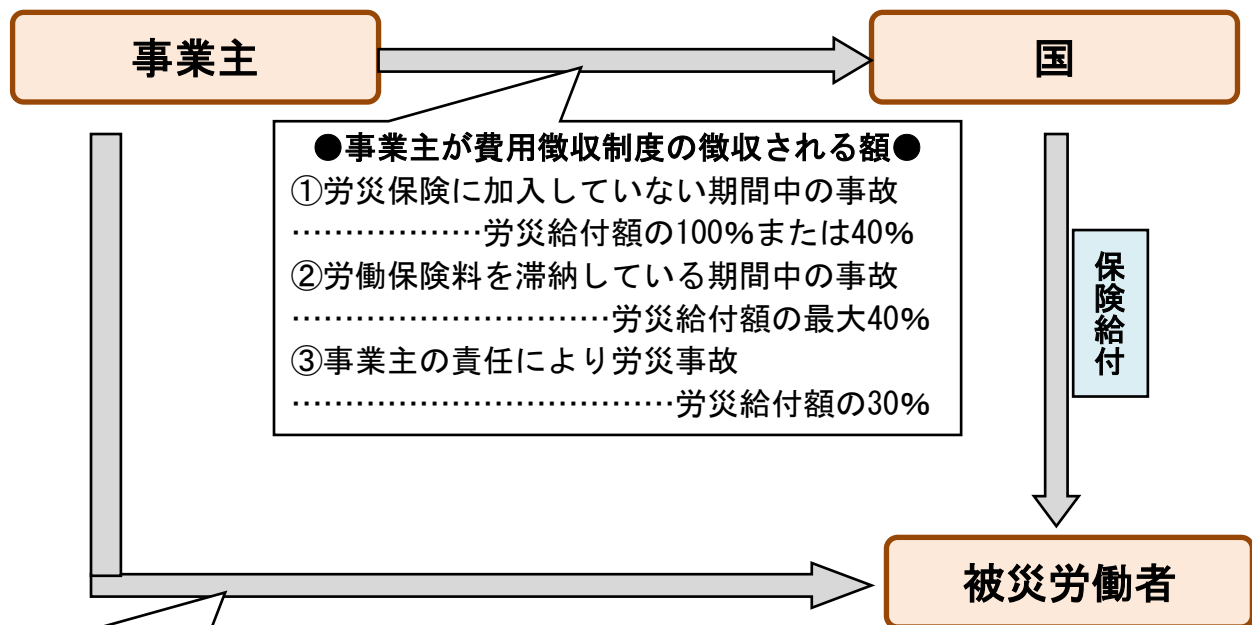 事業主
国
●事業主が費用徴収制度の徴収される額●
①労災保険に加入していない期間中の事故
………………労災給付額の100%または40%
②労働保険料を滞納している期間中の事故
…………………………労災給付額の最大40%
③事業主の責任により労災事故
………………………………労災給付額の30%
保険給付
被災労働者